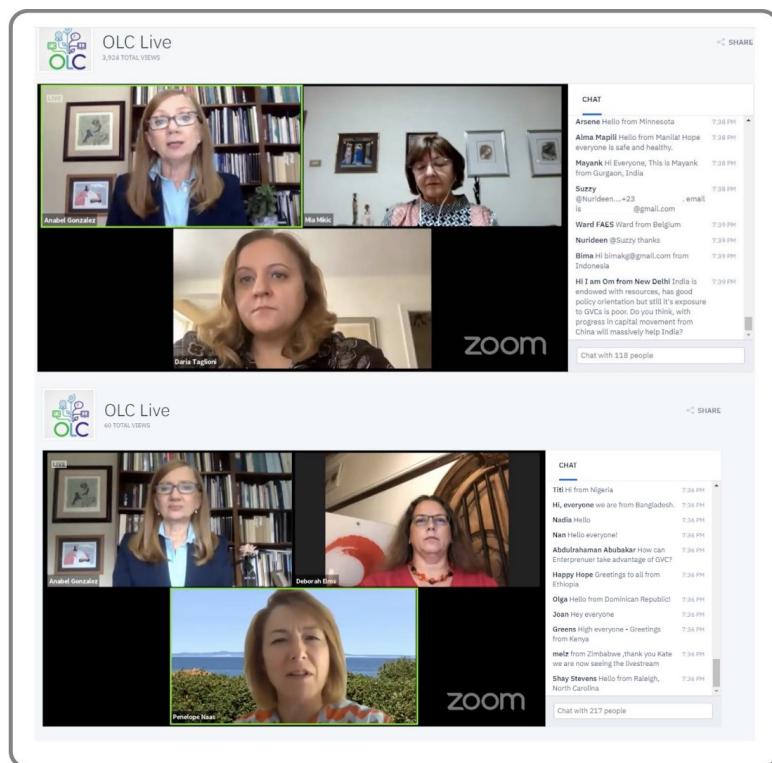 OLC
OLC Live
3,924 TOTAL VIEWS
SHARE
LIVE
Anabel Gonzalez
Mia Mikic
Daria Taglioni
zoom
CHAT
Arsene Hello from Minnesota 7:38 PM
Alma Mapili Hello from Manila! Hope 7:38 PM
everyone is safe and healthy.
Mayank Hi Everyone, This is Mayank 7:38 PM
from Gurgaon, India
Suzzy 7:38 PM
@Nurideen....+23 . email
is @gmail.com
Ward FAES Ward from Belgium 7:39 PM
Nurideen @Suzzy thanks 7:39 PM
Bima Hi bimakg@gmail.com from 7:39 PM
Indonesia
Hi I am Om from New Delhi India is 7:39 PM
endowed with resources, has good
policy orientation but still it's exposure
to GVCs is poor. Do you think, with
progress in capital movement from
China will massively help India?
Chat with 118 people
OLC
OLC Live
60 TOTAL VIEWS
SHARE
LIVE
Anabel Gonzalez
Deborah Elms
Penelope Naas
zoom
CHAT
Titi Hi from Nigeria 7:36 PM
Hi, everyone we are from Bangladesh. 7:36 PM
Nadia Hello 7:36 PM
Nan Hello everyone! 7:36 PM
Abdulrahaman Abubakar How can 7:36 PM
Enterprenuer take advantage of GVC?
Happy Hope Greetings to all from 7:36 PM
Ethiopia
Olga Hello from Dominican Republic! 7:36 PM
Joan Hey everyone 7:36 PM
Greens High everyone - Greetings 7:36 PM
from Kenya
melz from Zimbabwe ,thank you Kate 7:36 PM
we are now seeing the livestream
Shay Stevens Hello from Raleigh, 7:36 PM
North Carolina
Chat with 217 people